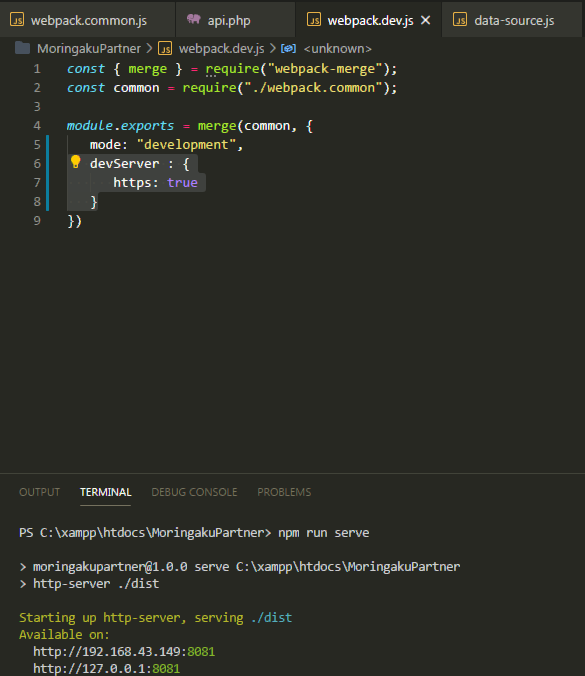 webpack.common.js api.php JS webpack.dev.js × JS data-source.js
MoringakuPartner > JS webpack.dev.js > <unknown>
1 const { merge } = require("webpack-merge");
2 const common = require("./webpack.common");
3
4 module.exports = merge(common, {
5 mode: "development",
6 devServer : {
7 https: true
8 }
9 })
OUTPUT TERMINAL DEBUG CONSOLE PROBLEMS
PS C:\xampp\htdocs\MoringakuPartner> npm run serve
> moringakupartner@1.0.0 serve C:\xampp\htdocs\MoringakuPartner
> http-server ./dist
Starting up http-server, serving ./dist
Available on:
http://192.168.43.149:8081
http://127.0.0.1:8081